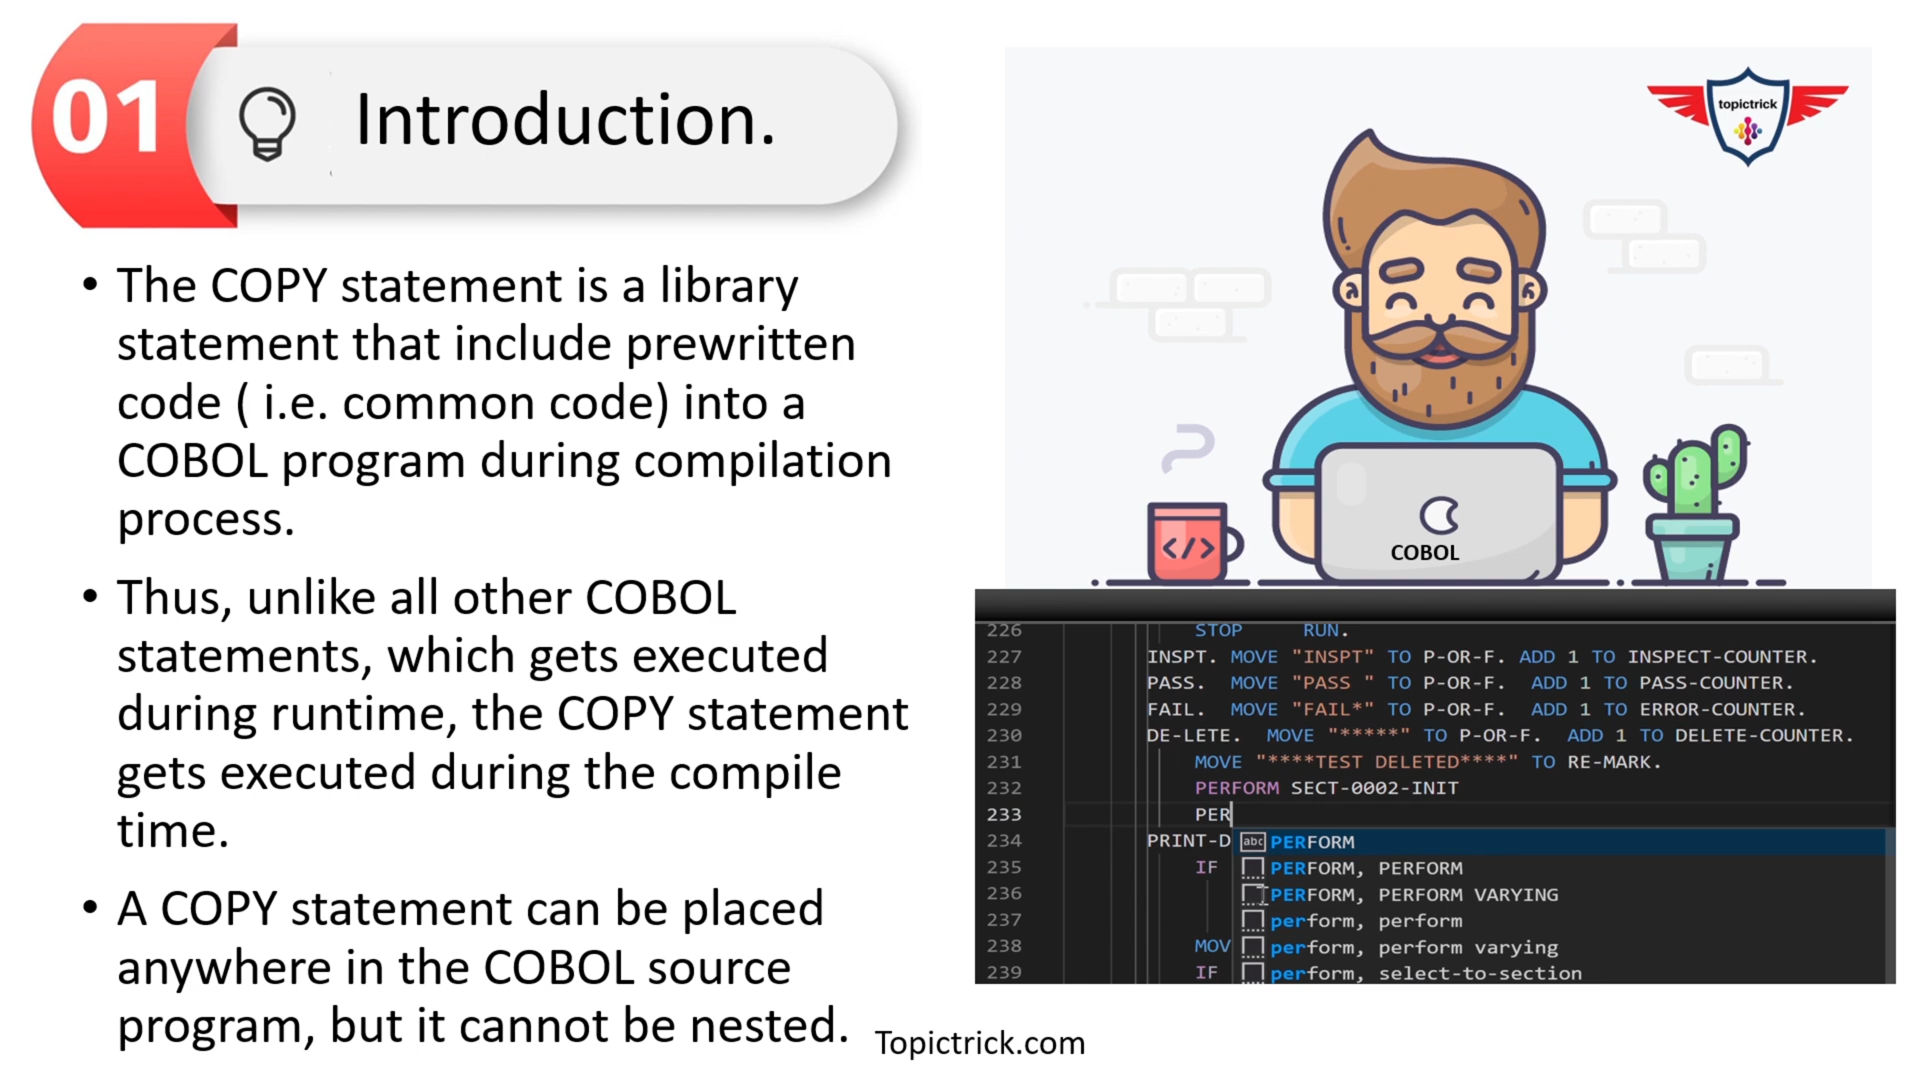 01
Introduction.
• The COPY statement is a library
statement that include prewritten
code ( i.e. common code) into a
COBOL program during compilation
process.
• Thus, unlike all other COBOL
statements, which gets executed
during runtime, the COPY statement
gets executed during the compile
time.
• A COPY statement can be placed
anywhere in the COBOL source
program, but it cannot be nested.
topictrick
</>
COBOL
226 STOP RUN.
227 INSPT. MOVE "INSPT" TO P-OR-F. ADD 1 TO INSPECT-COUNTER.
228 PASS. MOVE "PASS " TO P-OR-F. ADD 1 TO PASS-COUNTER.
229 FAIL. MOVE "FAIL*" TO P-OR-F. ADD 1 TO ERROR-COUNTER.
230 DE-LETE. MOVE "*****" TO P-OR-F. ADD 1 TO DELETE-COUNTER.
231 MOVE "****TEST DELETED****" TO RE-MARK.
232 PERFORM SECT-0002-INIT
233 PER
234 PRINT-D abc PERFORM
235 IF PERFORM, PERFORM
236 PERFORM, PERFORM VARYING
237 perform, perform
238 MOV perform, perform varying
239 IF perform, select-to-section
Topictrick.com